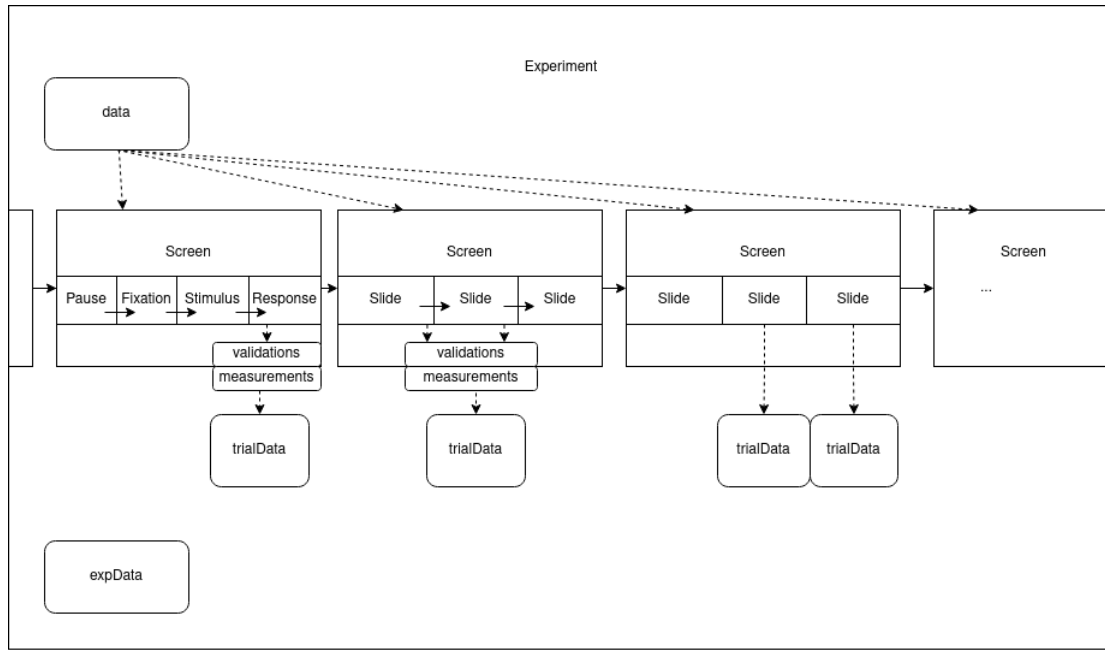 Experiment
data
Screen
Screen
Screen
Screen
Pause
Fixation
Stimulus
Response
Slide
Slide
Slide
Slide
Slide
Slide
...
validations
measurements
validations
measurements
trialData
trialData
trialData
trialData
expData